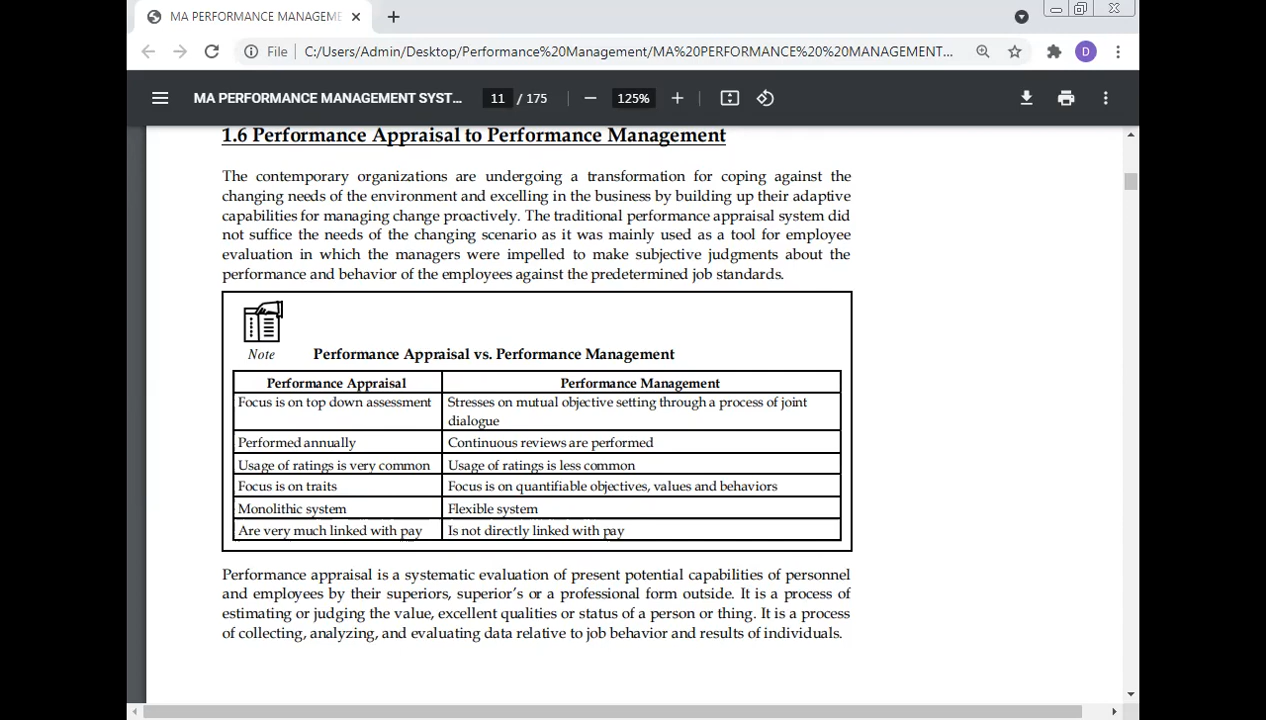 MA PERFORMANCE MANAGEME
File C:/Users/Admin/Desktop/Performance%20Management/MA%20PERFORMANCE%20%20MANAGEMENT... D
MA PERFORMANCE MANAGEMENT SYST... 11 / 175 125%
1.6 Performance Appraisal to Performance Management
The contemporary organizations are undergoing a transformation for coping against the
changing needs of the environment and excelling in the business by building up their adaptive
capabilities for managing change proactively. The traditional performance appraisal system did
not suffice the needs of the changing scenario as it was mainly used as a tool for employee
evaluation in which the managers were impelled to make subjective judgments about the
performance and behavior of the employees against the predetermined job standards.
Note Performance Appraisal vs. Performance Management
Performance Appraisal Performance Management
Focus is on top down assessment Stresses on mutual objective setting through a process of joint
dialogue
Performed annually Continuous reviews are performed
Usage of ratings is very common Usage of ratings is less common
Focus is on traits Focus is on quantifiable objectives, values and behaviors
Monolithic system Flexible system
Are very much linked with pay Is not directly linked with pay
Performance appraisal is a systematic evaluation of present potential capabilities of personnel
and employees by their superiors, superior's or a professional form outside. It is a process of
estimating or judging the value, excellent qualities or status of a person or thing. It is a process
of collecting, analyzing, and evaluating data relative to job behavior and results of individuals.